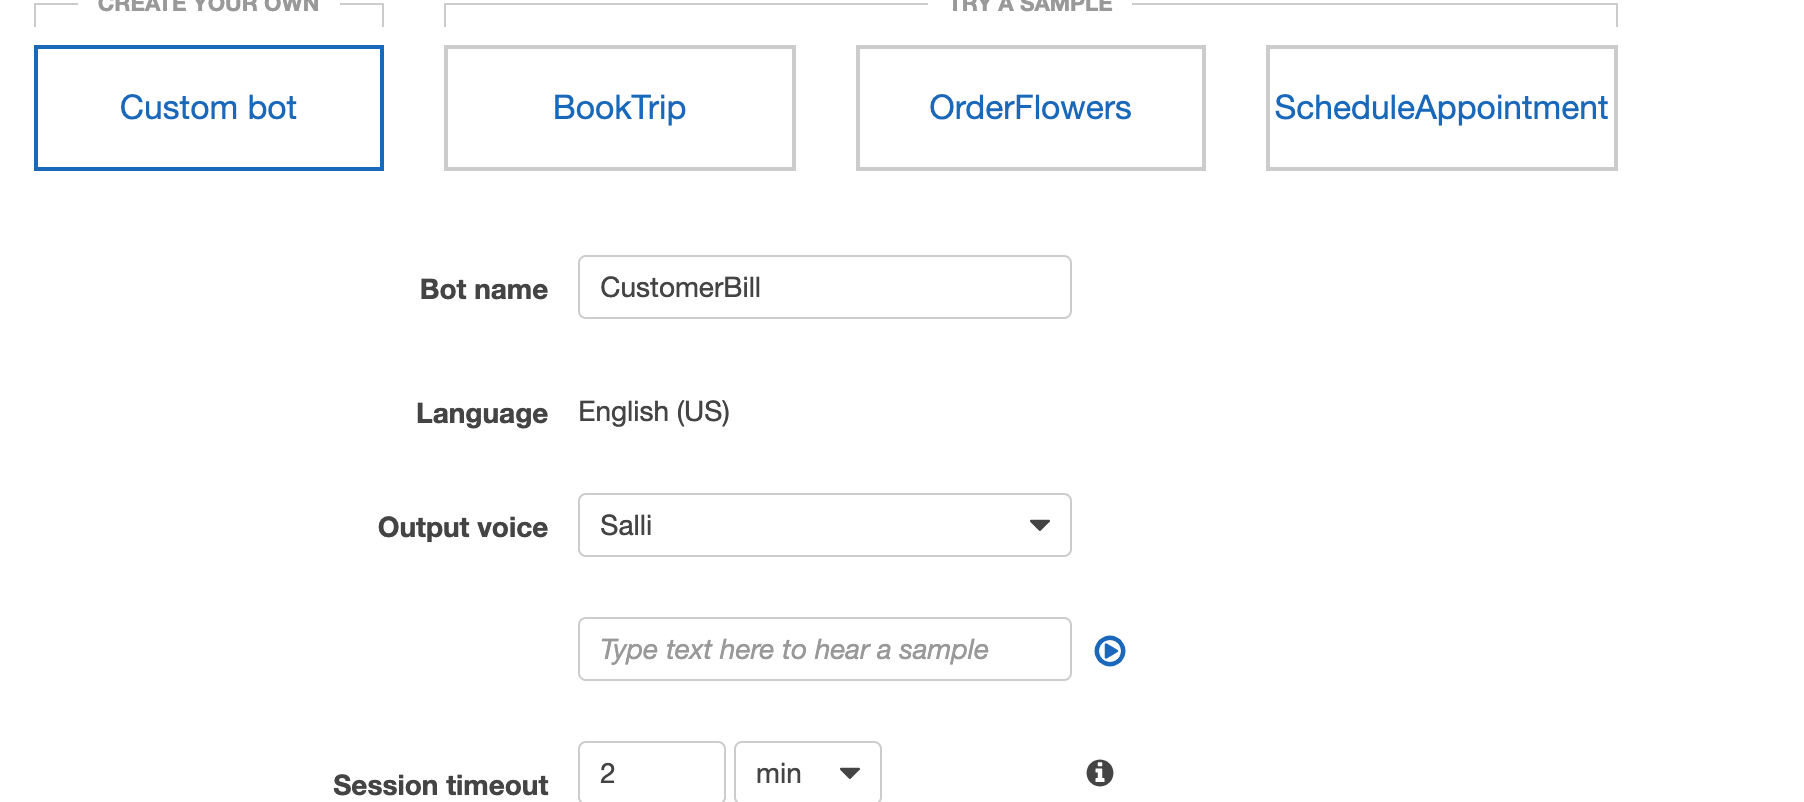 CREATE YOUR OWN
TRY A SAMPLE
Custom bot
BookTrip
OrderFlowers
ScheduleAppointment
Bot name
CustomerBill
Language
English (US)
Output voice
Salli
Type text here to hear a sample
Session timeout
2
min